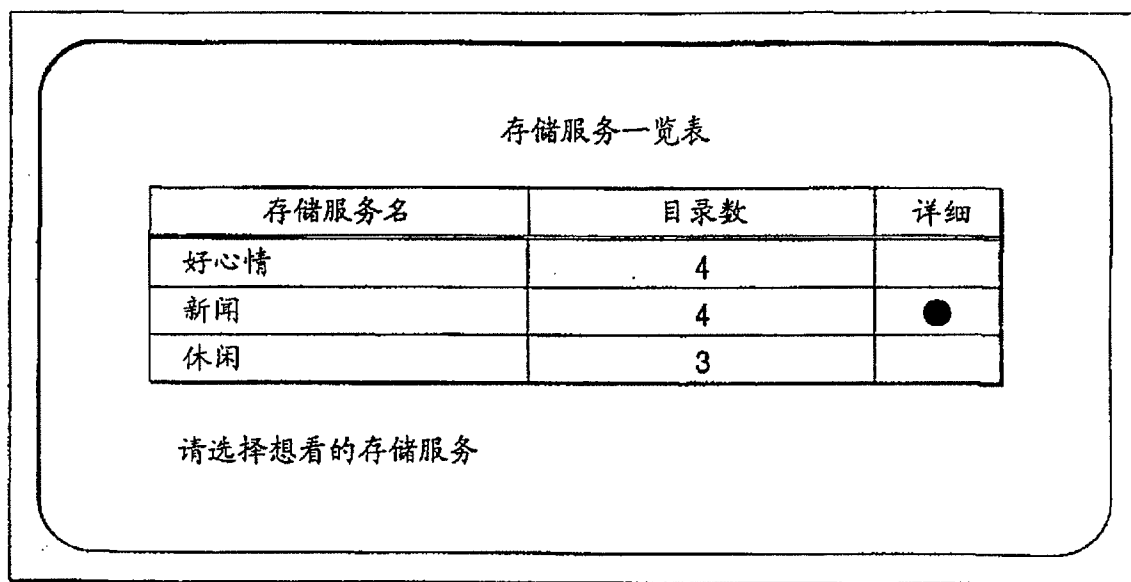 存储服务一览表
存储服务名 目录数 详细
好心情 4
新闻 4 ●
休闲 3
请选择想看的存储服务